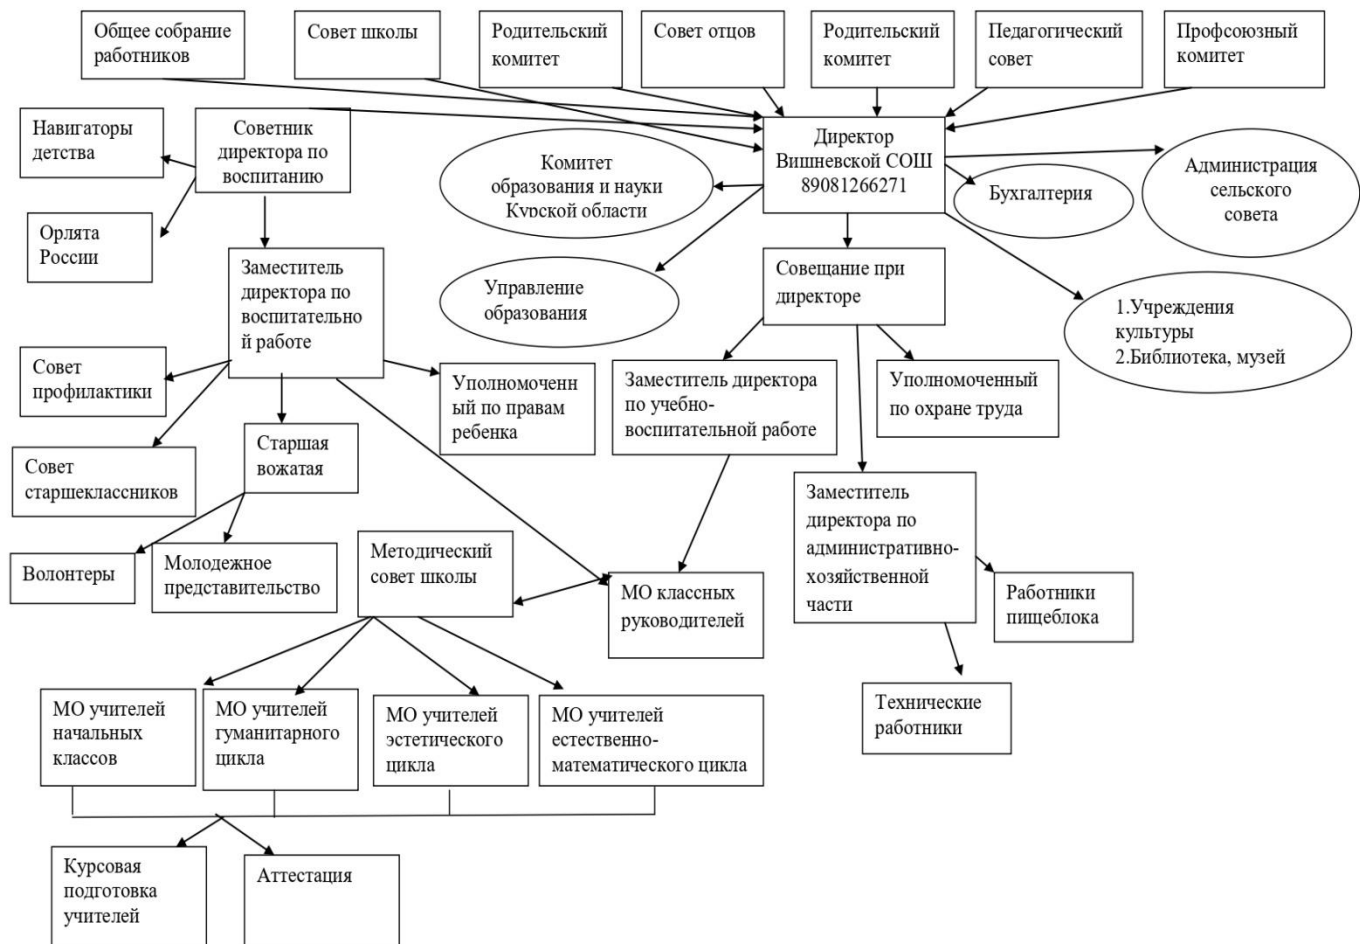 Общее собрание
работников
Совет школы
Родительский
комитет
Совет отцов
Родительский
комитет
Педагогический
совет
Профсоюзный
комитет
Навигаторы
детства
Советник
директора по
воспитанию
Директор
Вишневской СОШ
89081266271
Комитет
образования и науки
Курской области
Бухгалтерия
Администрация
сельского
совета
Орлята
России
Заместитель
директора по
воспитательно
й работе
Управление
образования
Совещание при
директоре
1.Учреждения
культуры
2.Библиотека, музей
Совет
профилактики
Уполномоченн
ый по правам
ребенка
Заместитель директора
по учебно-
воспитательной работе
Уполномоченный
по охране труда
Совет
старшеклассников
Старшая
вожатая
Заместитель
директора по
административно-
хозяйственной
части
Волонтеры
Молодежное
представительство
Методический
совет школы
МО классных
руководителей
Работники
пищеблока
МО учителей
начальных
классов
МО учителей
гуманитарного
цикла
МО учителей
эстетического
цикла
МО учителей
естественно-
математического цикла
Технические
работники
Курсовая
подготовка
учителей
Аттестация